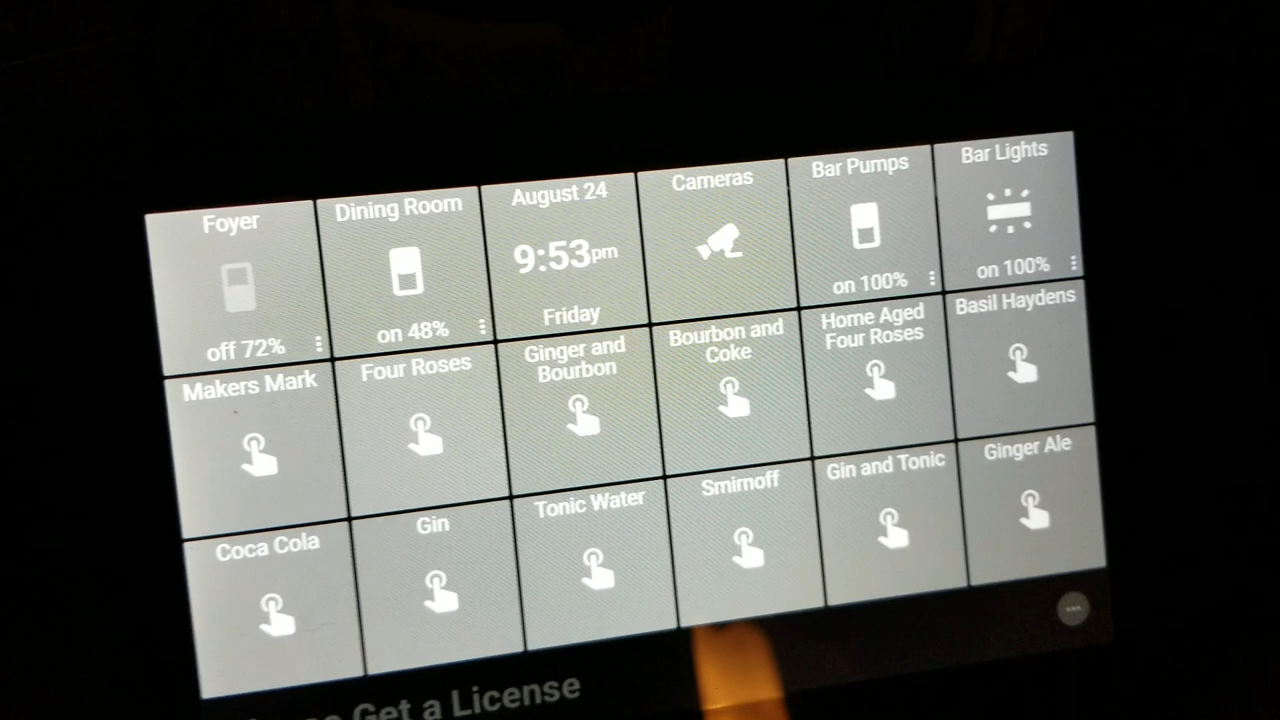 Foyer
off 72%
Dining Room
on 48%
August 24
9:53pm
Friday
Cameras
Bar Pumps
on 100%
Bar Lights
on 100%
Makers Mark
Four Roses
Ginger and
Bourbon
Bourbon and
Coke
Home Aged
Four Roses
Basil Haydens
Coca Cola
Gin
Tonic Water
Smirnoff
Gin and Tonic
Ginger Ale
Get a License